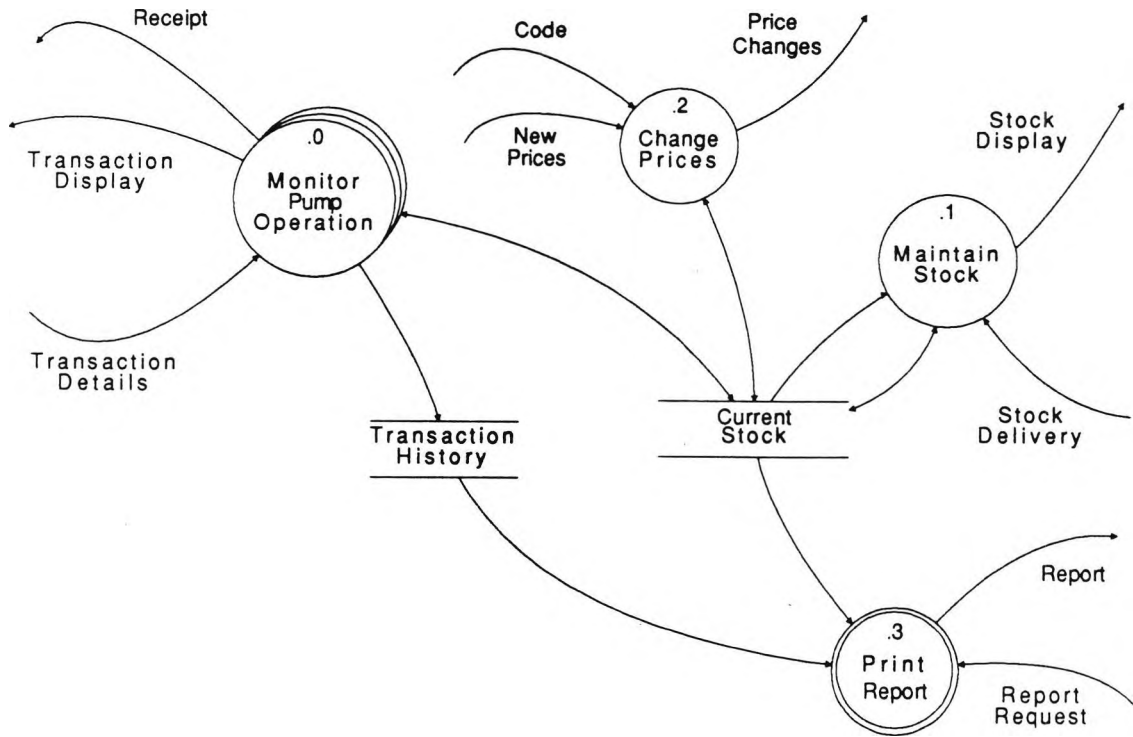 Receipt
Code
Price
Changes
.2
Change
Prices
New
Prices
.0
Monitor
Pump
Operation
Transaction
Display
Stock
Display
.1
Maintain
Stock
Transaction
Details
Transaction
History
Current
Stock
Stock
Delivery
Report
.3
Print
Report
Report
Request